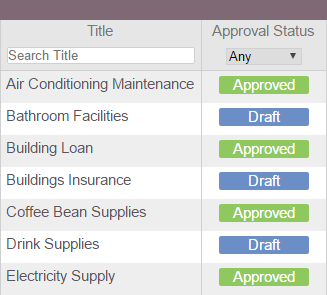 Title Approval Status
Search Title Any
Air Conditioning Maintenance Approved
Bathroom Facilities Draft
Building Loan Approved
Buildings Insurance Draft
Coffee Bean Supplies Approved
Drink Supplies Draft
Electricity Supply Approved